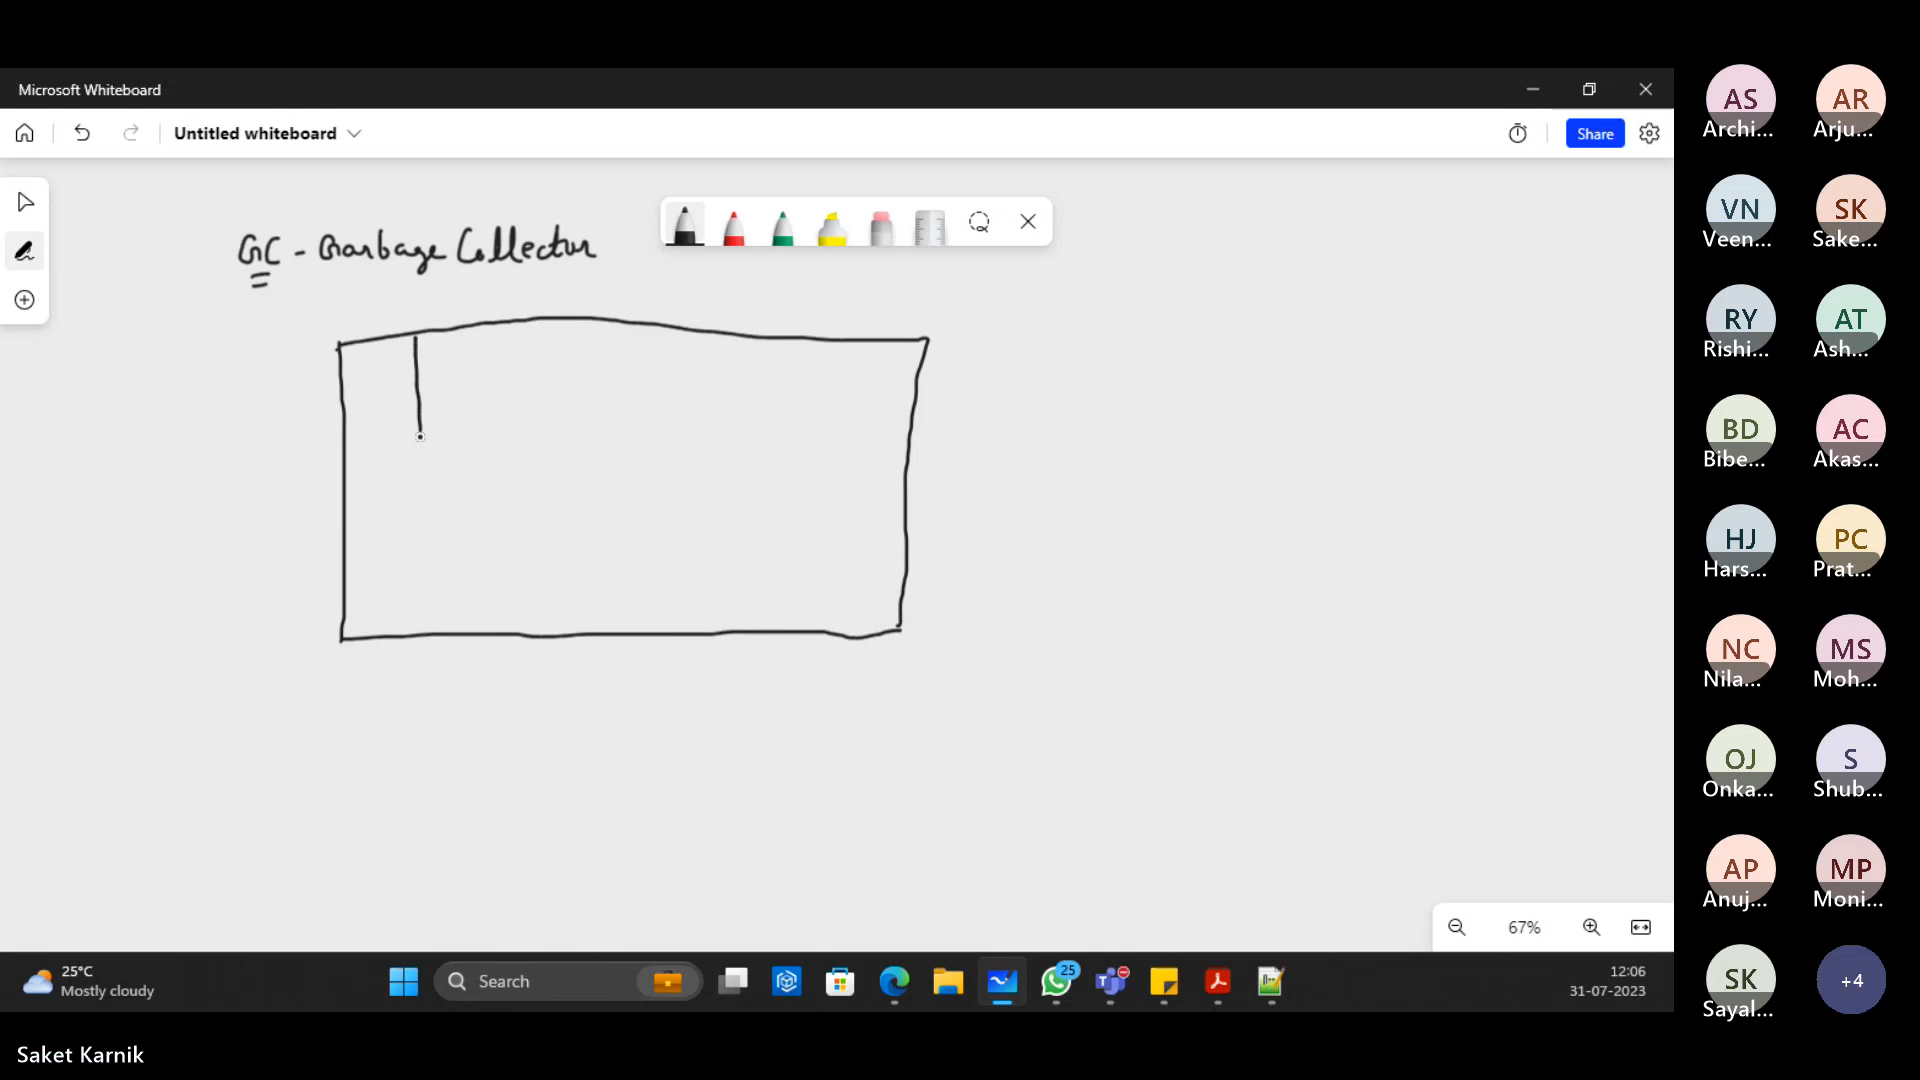 Microsoft Whiteboard
Untitled whiteboard
Share
GC - Garbage Collector
67%
AS
Archi...
AR
Arju...
VN
Veen...
SK
Sake...
RY
Rishi...
AT
Ash...
BD
Bibe...
AC
Akas...
HJ
Hars...
PC
Prat...
NC
Nila...
MS
Moh...
OJ
Onka...
S
Shub...
AP
Anuj...
MP
Moni...
SK
Sayal...
+4
25°C
Mostly cloudy
Search
25
12:06
31-07-2023
Saket Karnik